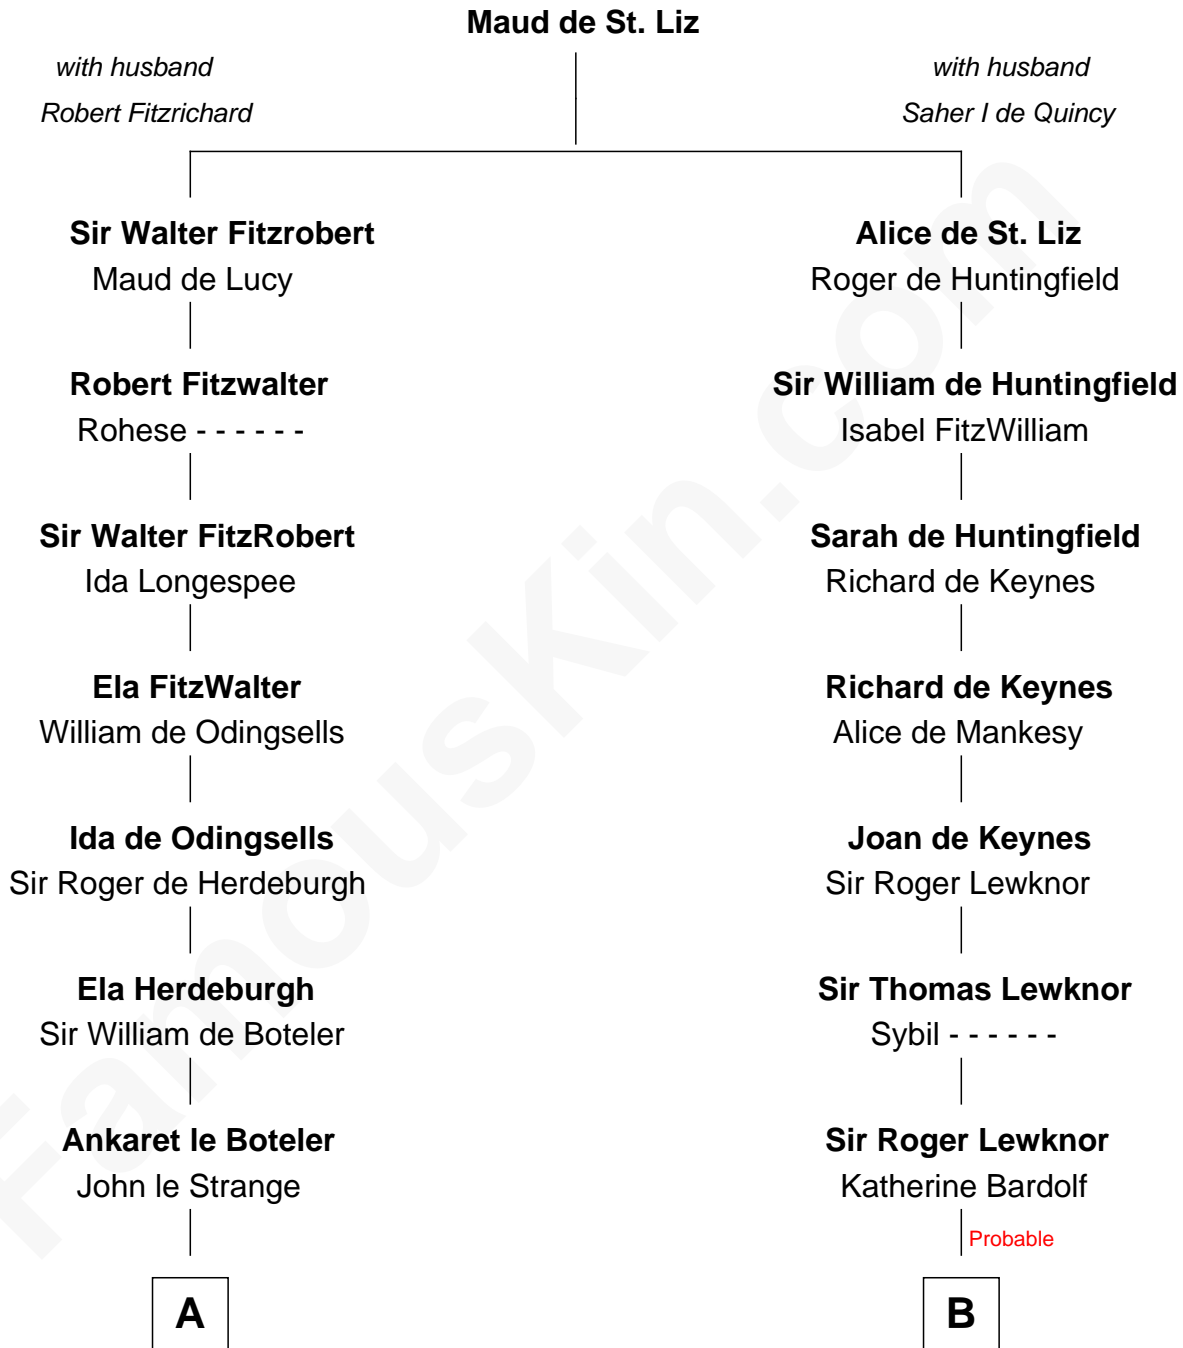 Maud de St. Liz
with husband
Robert Fitzrichard
with husband
Saher I de Quincy
Sir Walter Fitzrobert
Maud de Lucy
Robert Fitzwalter
Rohese - - - - - -
Sir Walter FitzRobert
Ida Longespee
Ela FitzWalter
William de Odingsells
Ida de Odingsells
Sir Roger de Herdeburgh
Ela Herdeburgh
Sir William de Boteler
Ankaret le Boteler
John le Strange
A
Alice de St. Liz
Roger de Huntingfield
Sir William de Huntingfield
Isabel FitzWilliam
Sarah de Huntingfield
Richard de Keynes
Richard de Keynes
Alice de Mankesy
Joan de Keynes
Sir Roger Lewknor
Sir Thomas Lewknor
Sybil - - - - - -
Sir Roger Lewknor
Katherine Bardolf
Probable
B
FamousKin.com